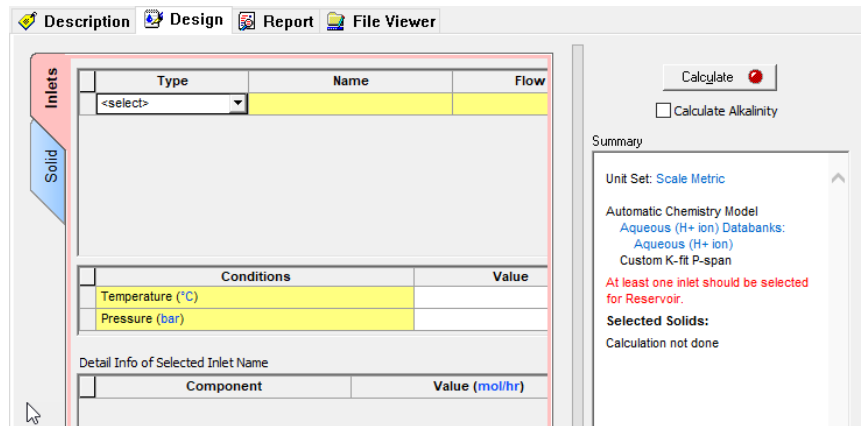 Description Design Report File Viewer
Inlets
Solid
Type Name Flow
<select>
Conditions Value
Temperature (°C)
Pressure (bar)
Detail Info of Selected Inlet Name
Component Value (mol/hr)
Calculate
Calculate Alkalinity
Summary
Unit Set: Scale Metric
Automatic Chemistry Model
Aqueous (H+ ion) Databanks:
Aqueous (H+ ion)
Custom K-fit P-span
At least one inlet should be selected
for Reservoir.
Selected Solids:
Calculation not done